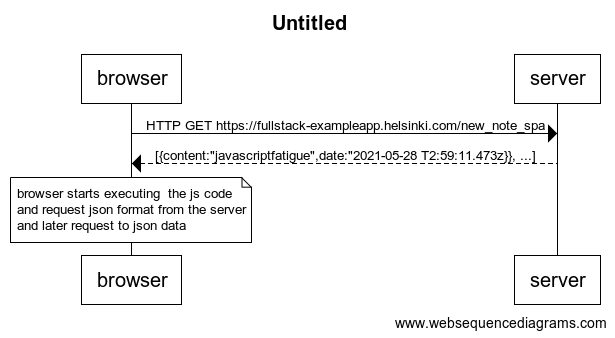 Untitled
browser server
HTTP GET https://fullstack-exampleapp.helsinki.com/new_note_spa
[{content:"javascriptfatigue",date:"2021-05-28 T2:59:11.473z}}, ...]
browser starts executing  the js code
and request json format from the server
and later request to json data
browser server
www.websequencediagrams.com